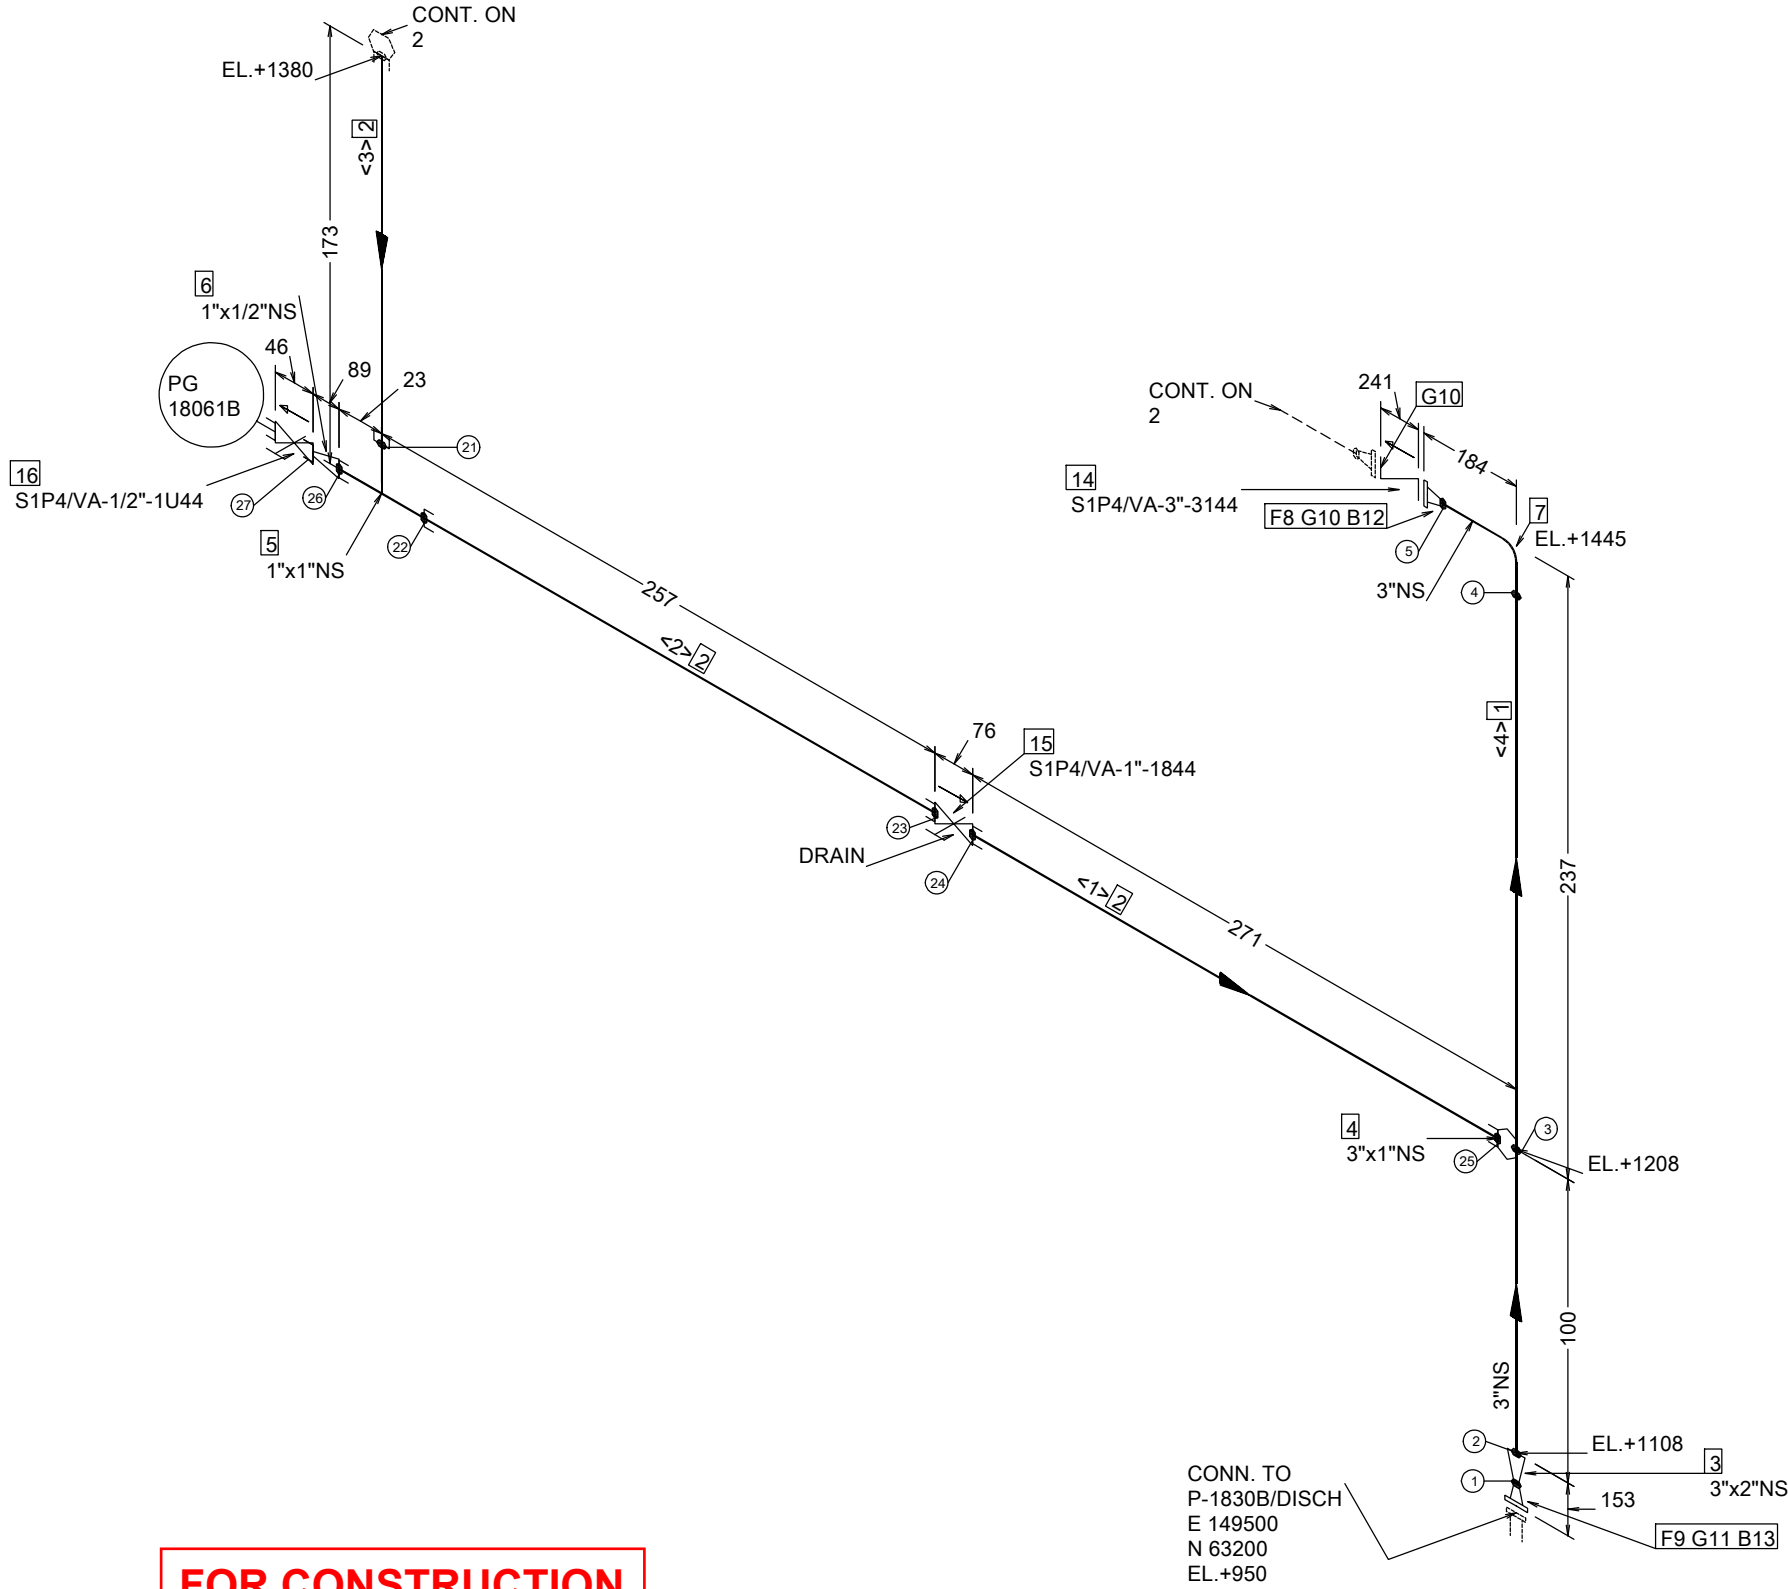 CONT. ON
2
EL.+1380
<3> 2
173
6
1"x1/2"NS
46
89
23
PG
18061B
21
16
S1P4/VA-1/2"-1U44
27
26
22
5
1"x1"NS
257
<2> 2
76
15
S1P4/VA-1"-1844
23
DRAIN
24
<1> 2
271
CONT. ON
2
241
G10
184
14
S1P4/VA-3"-3144
F8 G10 B12
7
EL.+1445
5
3"NS
4
<4> 1
237
4
3"x1"NS
3
25
EL.+1208
100
3"NS
2
EL.+1108
3
3"x2"NS
1
153
F9 G11 B13
CONN. TO
P-1830B/DISCH
E 149500
N 63200
EL.+950
FOR CONSTRUCTION